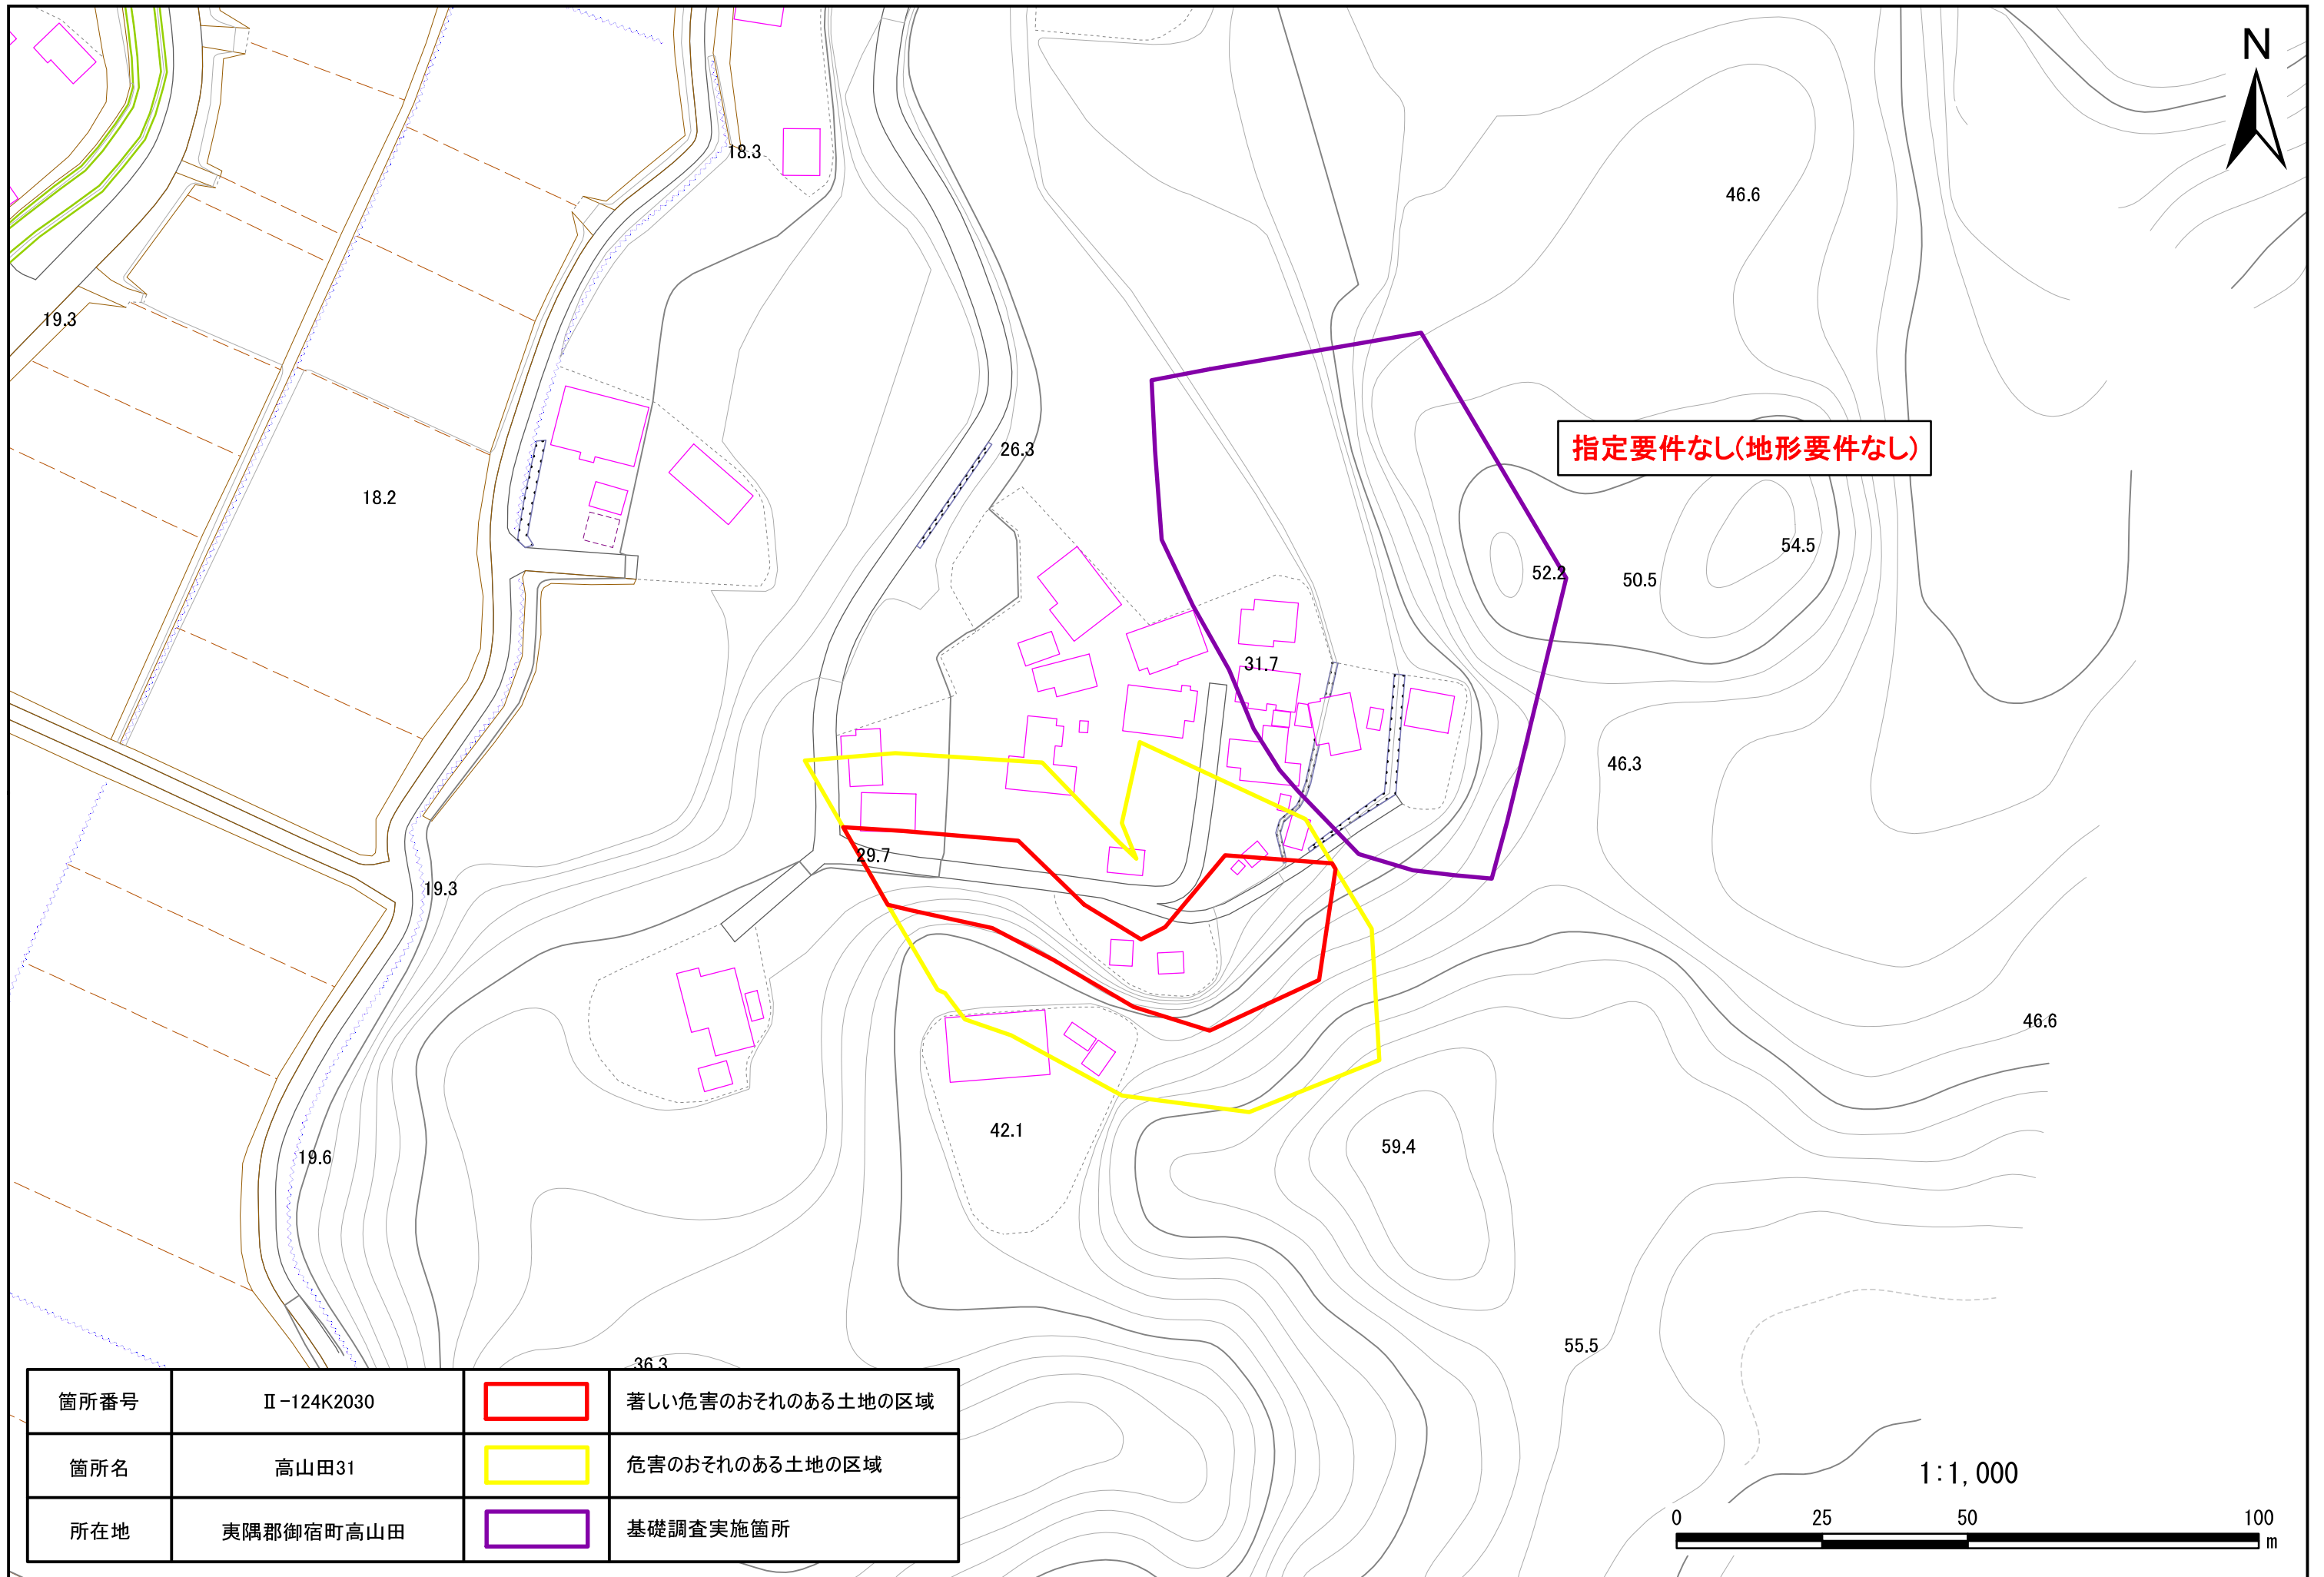 N
18.3
46.6
19.3
26.3
指定要件なし(地形要件なし)
18.2
54.5
52.2
50.5
31.7
46.3
29.7
19.3
46.6
42.1
59.4
19.6
55.5
36.3
箇所番号 Ⅱ-124K2030 著しい危害のおそれのある土地の区域
箇所名 高山田31 危害のおそれのある土地の区域
所在地 夷隅郡御宿町高山田 基礎調査実施箇所
1:1,000
0 25 50 100
m